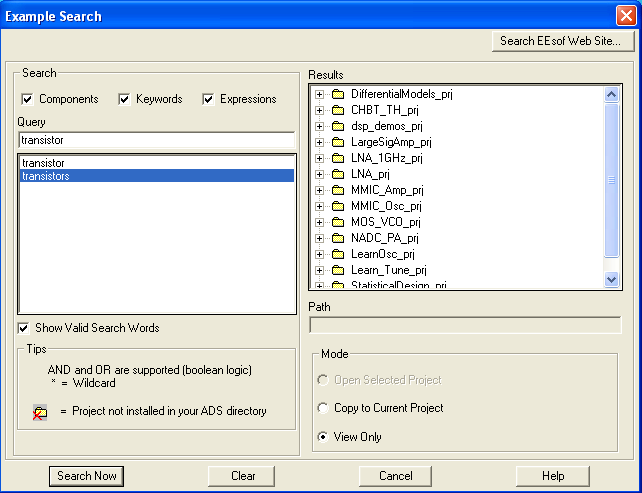 Example Search
Search EEsof Web Site...
Search
Components
Keywords
Expressions
Query
transistor
transistor
transistors
Show Valid Search Words
Tips
AND and OR are supported (boolean logic)
* = Wildcard
= Project not installed in your ADS directory
Results
DifferentialModels_prj
CHBT_TH_prj
dsp_demos_prj
LargeSigAmp_prj
LNA_1GHz_prj
LNA_prj
MMIC_Amp_prj
MMIC_Osc_prj
MOS_VCO_prj
NADC_PA_prj
LearnOsc_prj
Learn_Tune_prj
StatisticalDesign_prj
Path
Mode
Open Selected Project
Copy to Current Project
View Only
Search Now
Clear
Cancel
Help